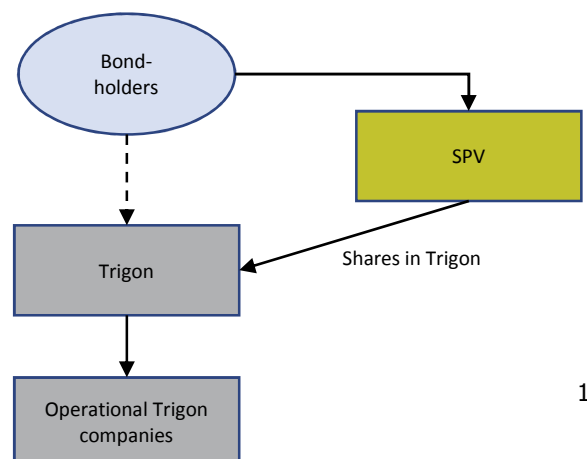 Bond-
holders
SPV
Trigon
Shares in Trigon
Operational Trigon
companies
1